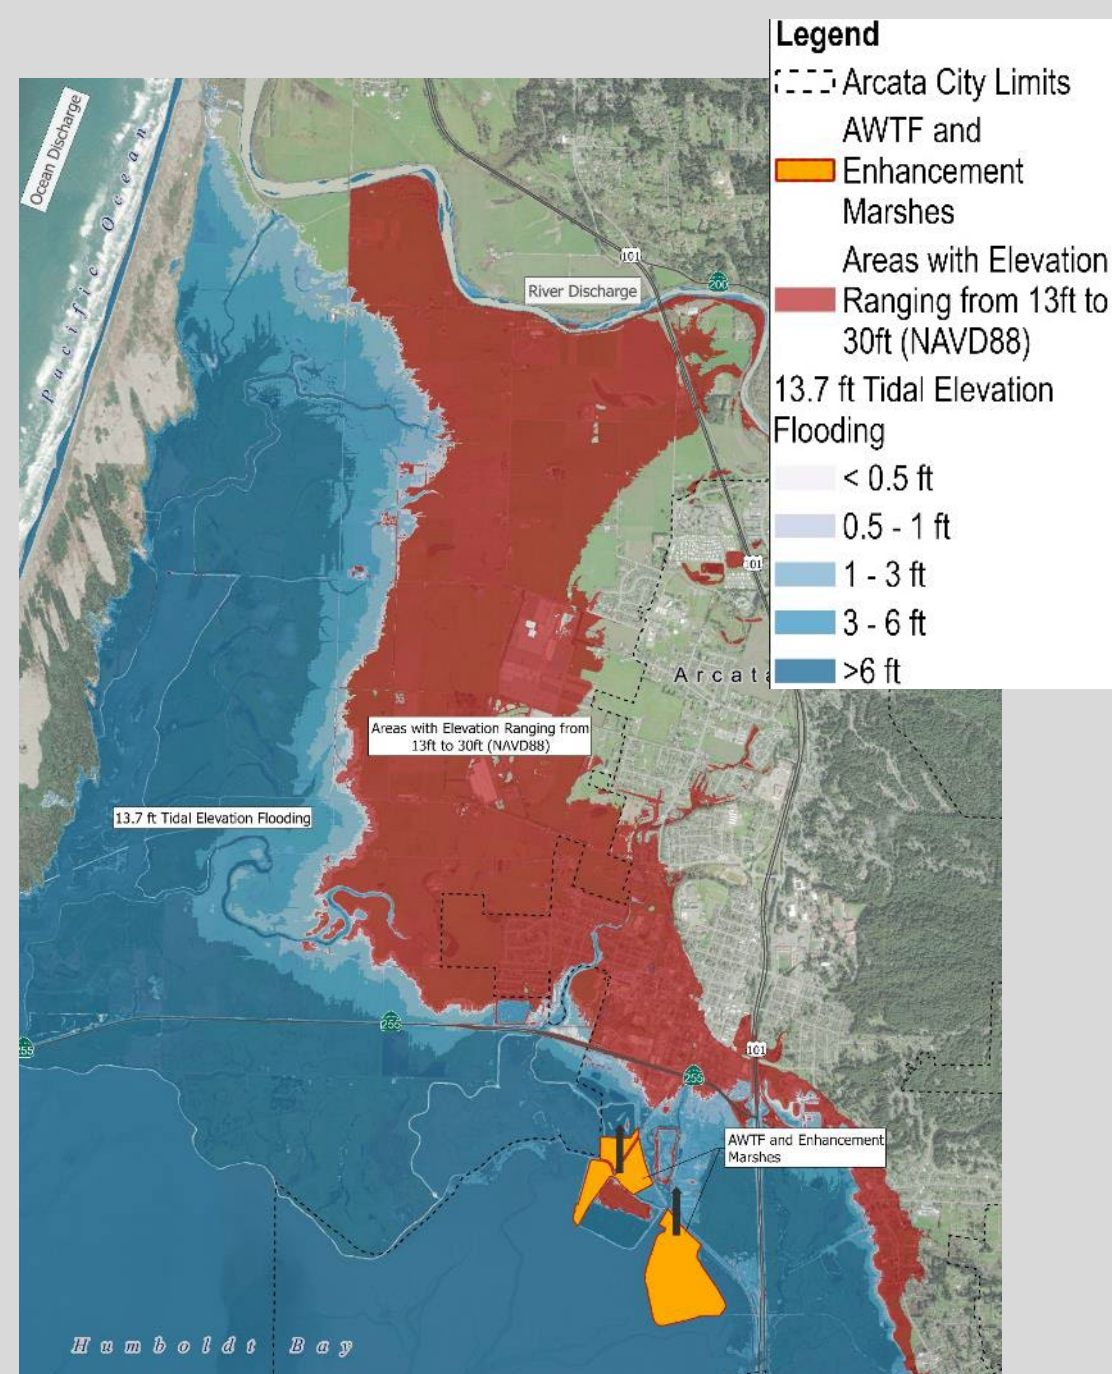 Legend
Arcata City Limits
AWTF and
Enhancement
Marshes
Areas with Elevation
Ranging from 13ft to
30ft (NAVD88)
13.7 ft Tidal Elevation
Flooding
< 0.5 ft
0.5 - 1 ft
1 - 3 ft
3 - 6 ft
>6 ft
Ocean Discharge
Pacific Ocean
101
200
River Discharge
101
Arcata
Areas with Elevation Ranging from
13ft to 30ft (NAVD88)
13.7 ft Tidal Elevation Flooding
255
255
101
255
AWTF and Enhancement
Marshes
Humboldt Bay